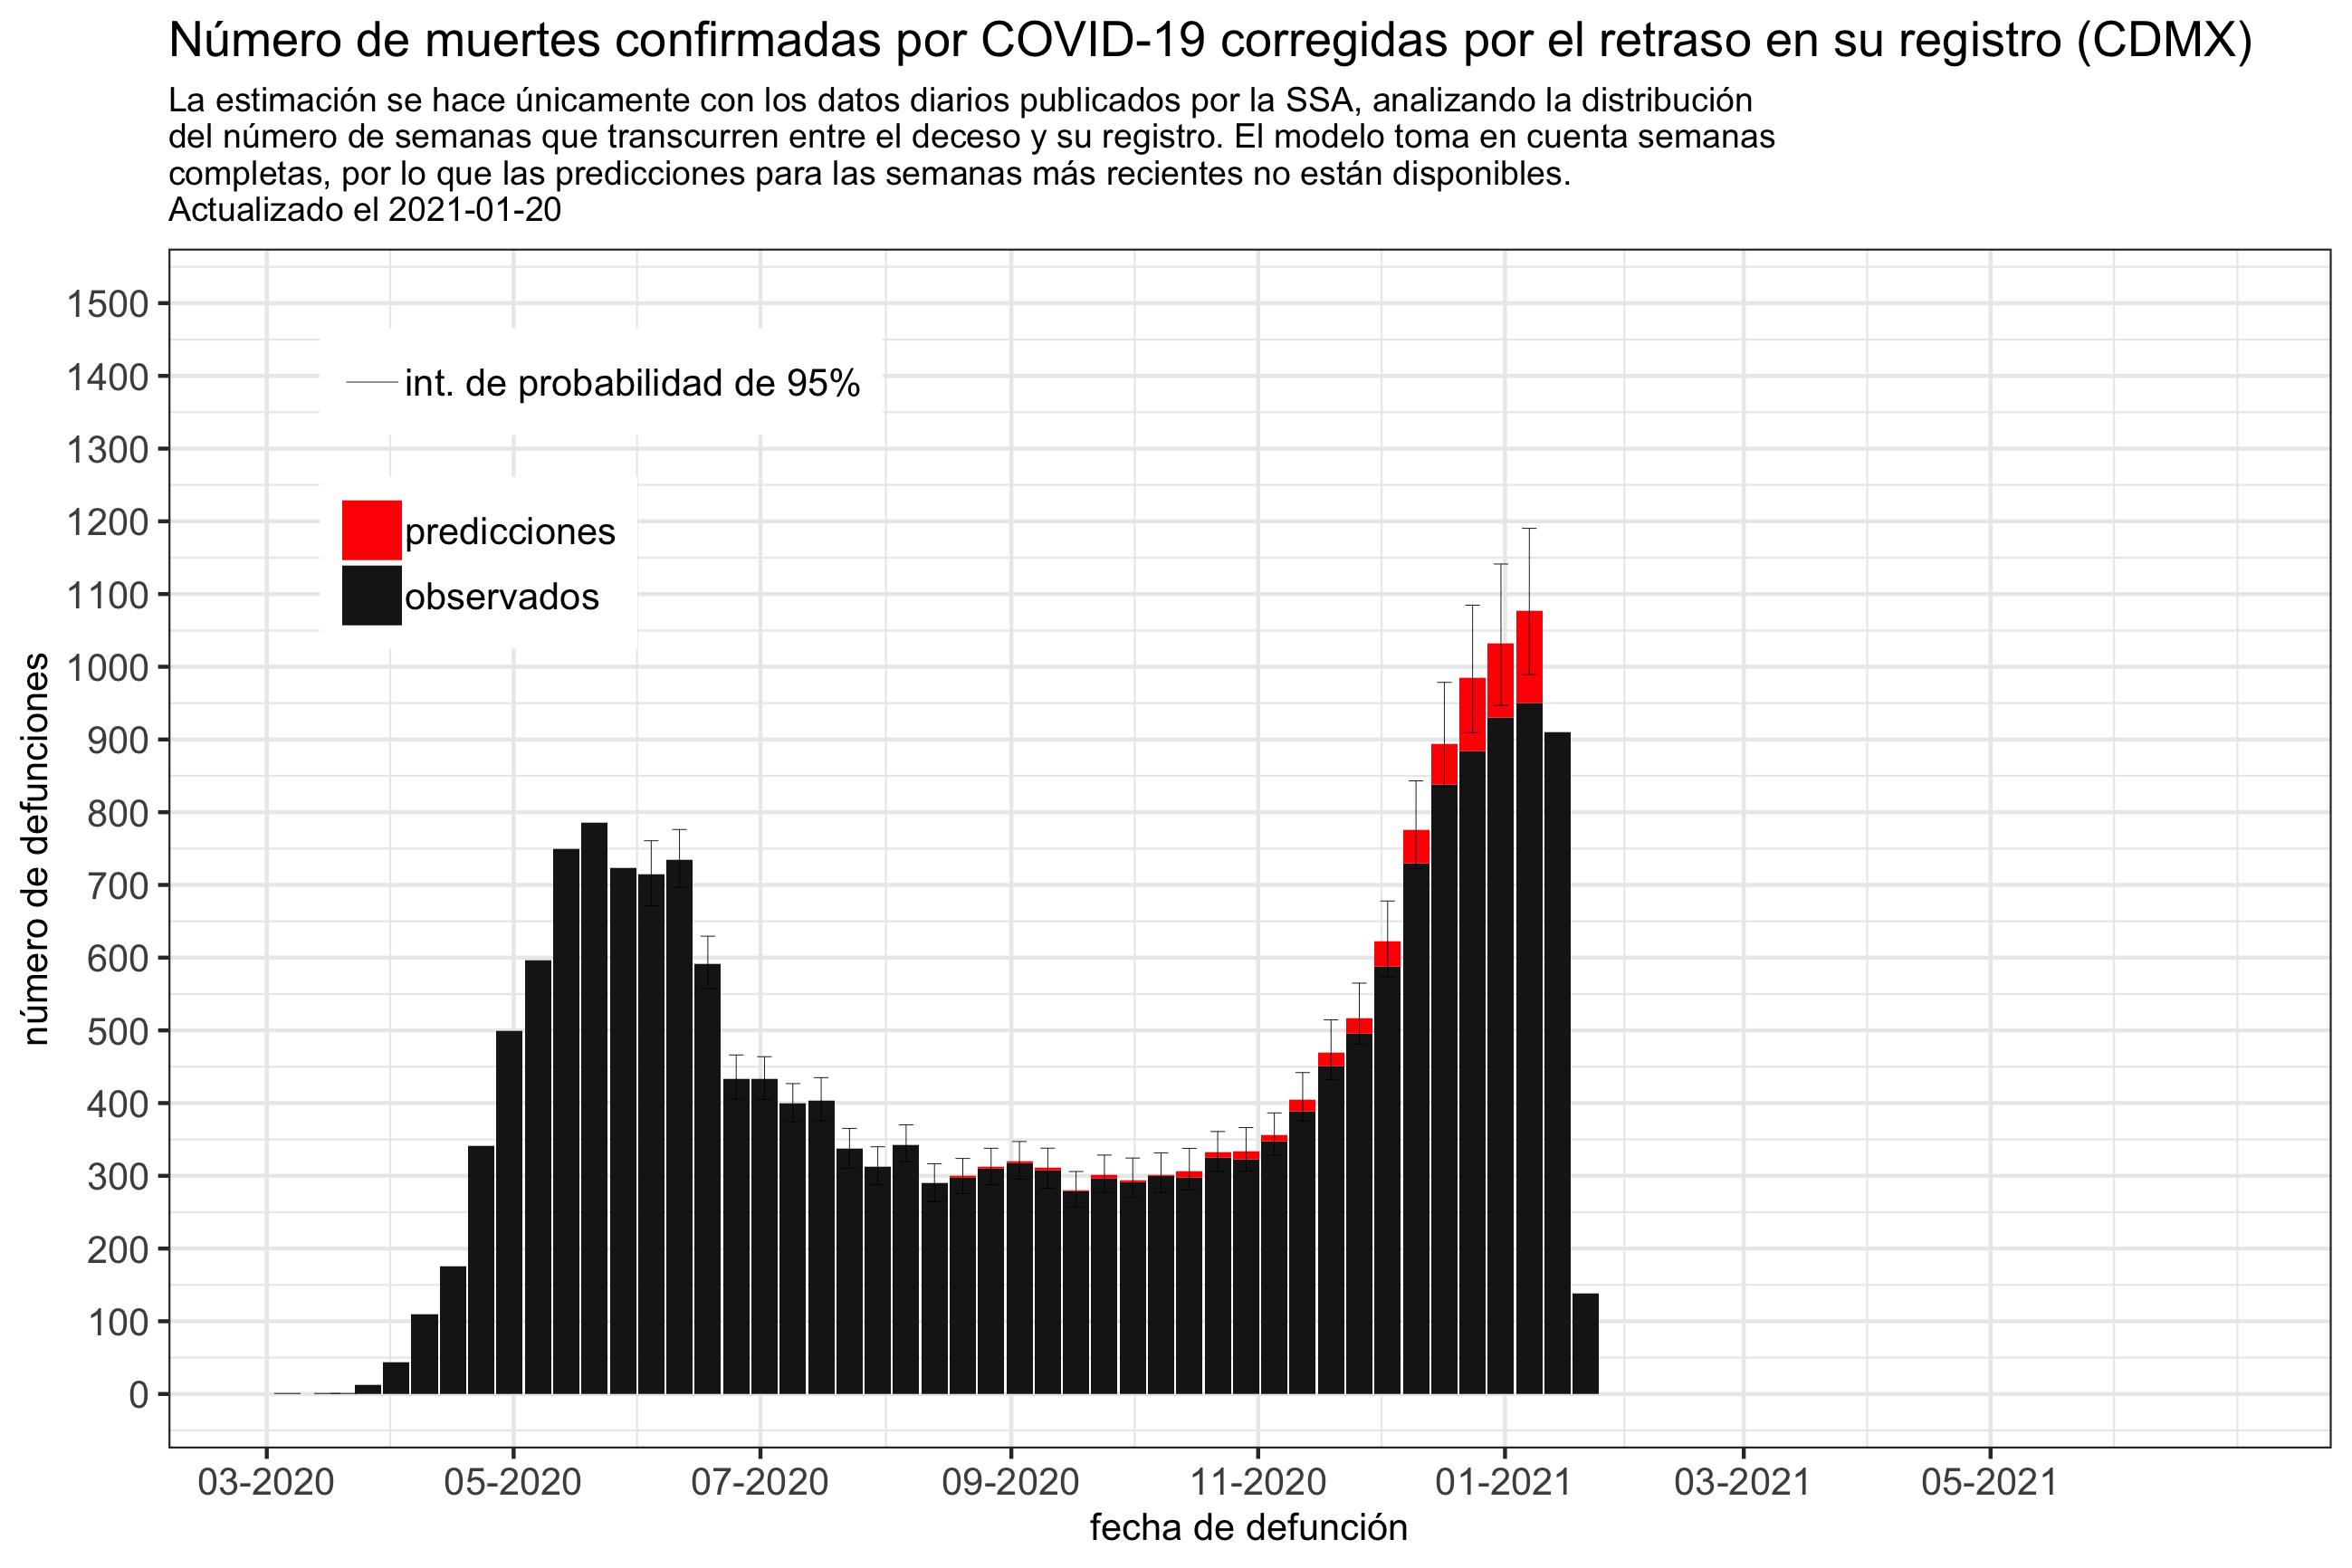 Número de muertes confirmadas por COVID-19 corregidas por el retraso en su registro (CDMX)
La estimación se hace únicamente con los datos diarios publicados por la SSA, analizando la distribución
del número de semanas que transcurren entre el deceso y su registro. El modelo toma en cuenta semanas
completas, por lo que las predicciones para las semanas más recientes no están disponibles.
Actualizado el 2021-01-20
1500
1400
1300
1200
1100
1000
900
800
700
600
500
400
300
200
100
0
número de defunciones
int. de probabilidad de 95%
predicciones
observados
03-2020 05-2020 07-2020 09-2020 11-2020 01-2021 03-2021 05-2021
fecha de defunción